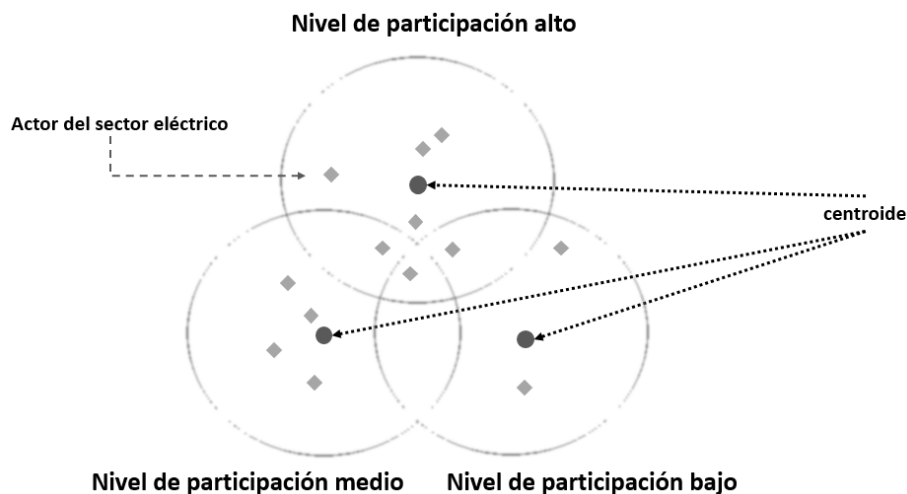 Nivel de participación alto
Actor del sector eléctrico
centroide
Nivel de participación medio
Nivel de participación bajo